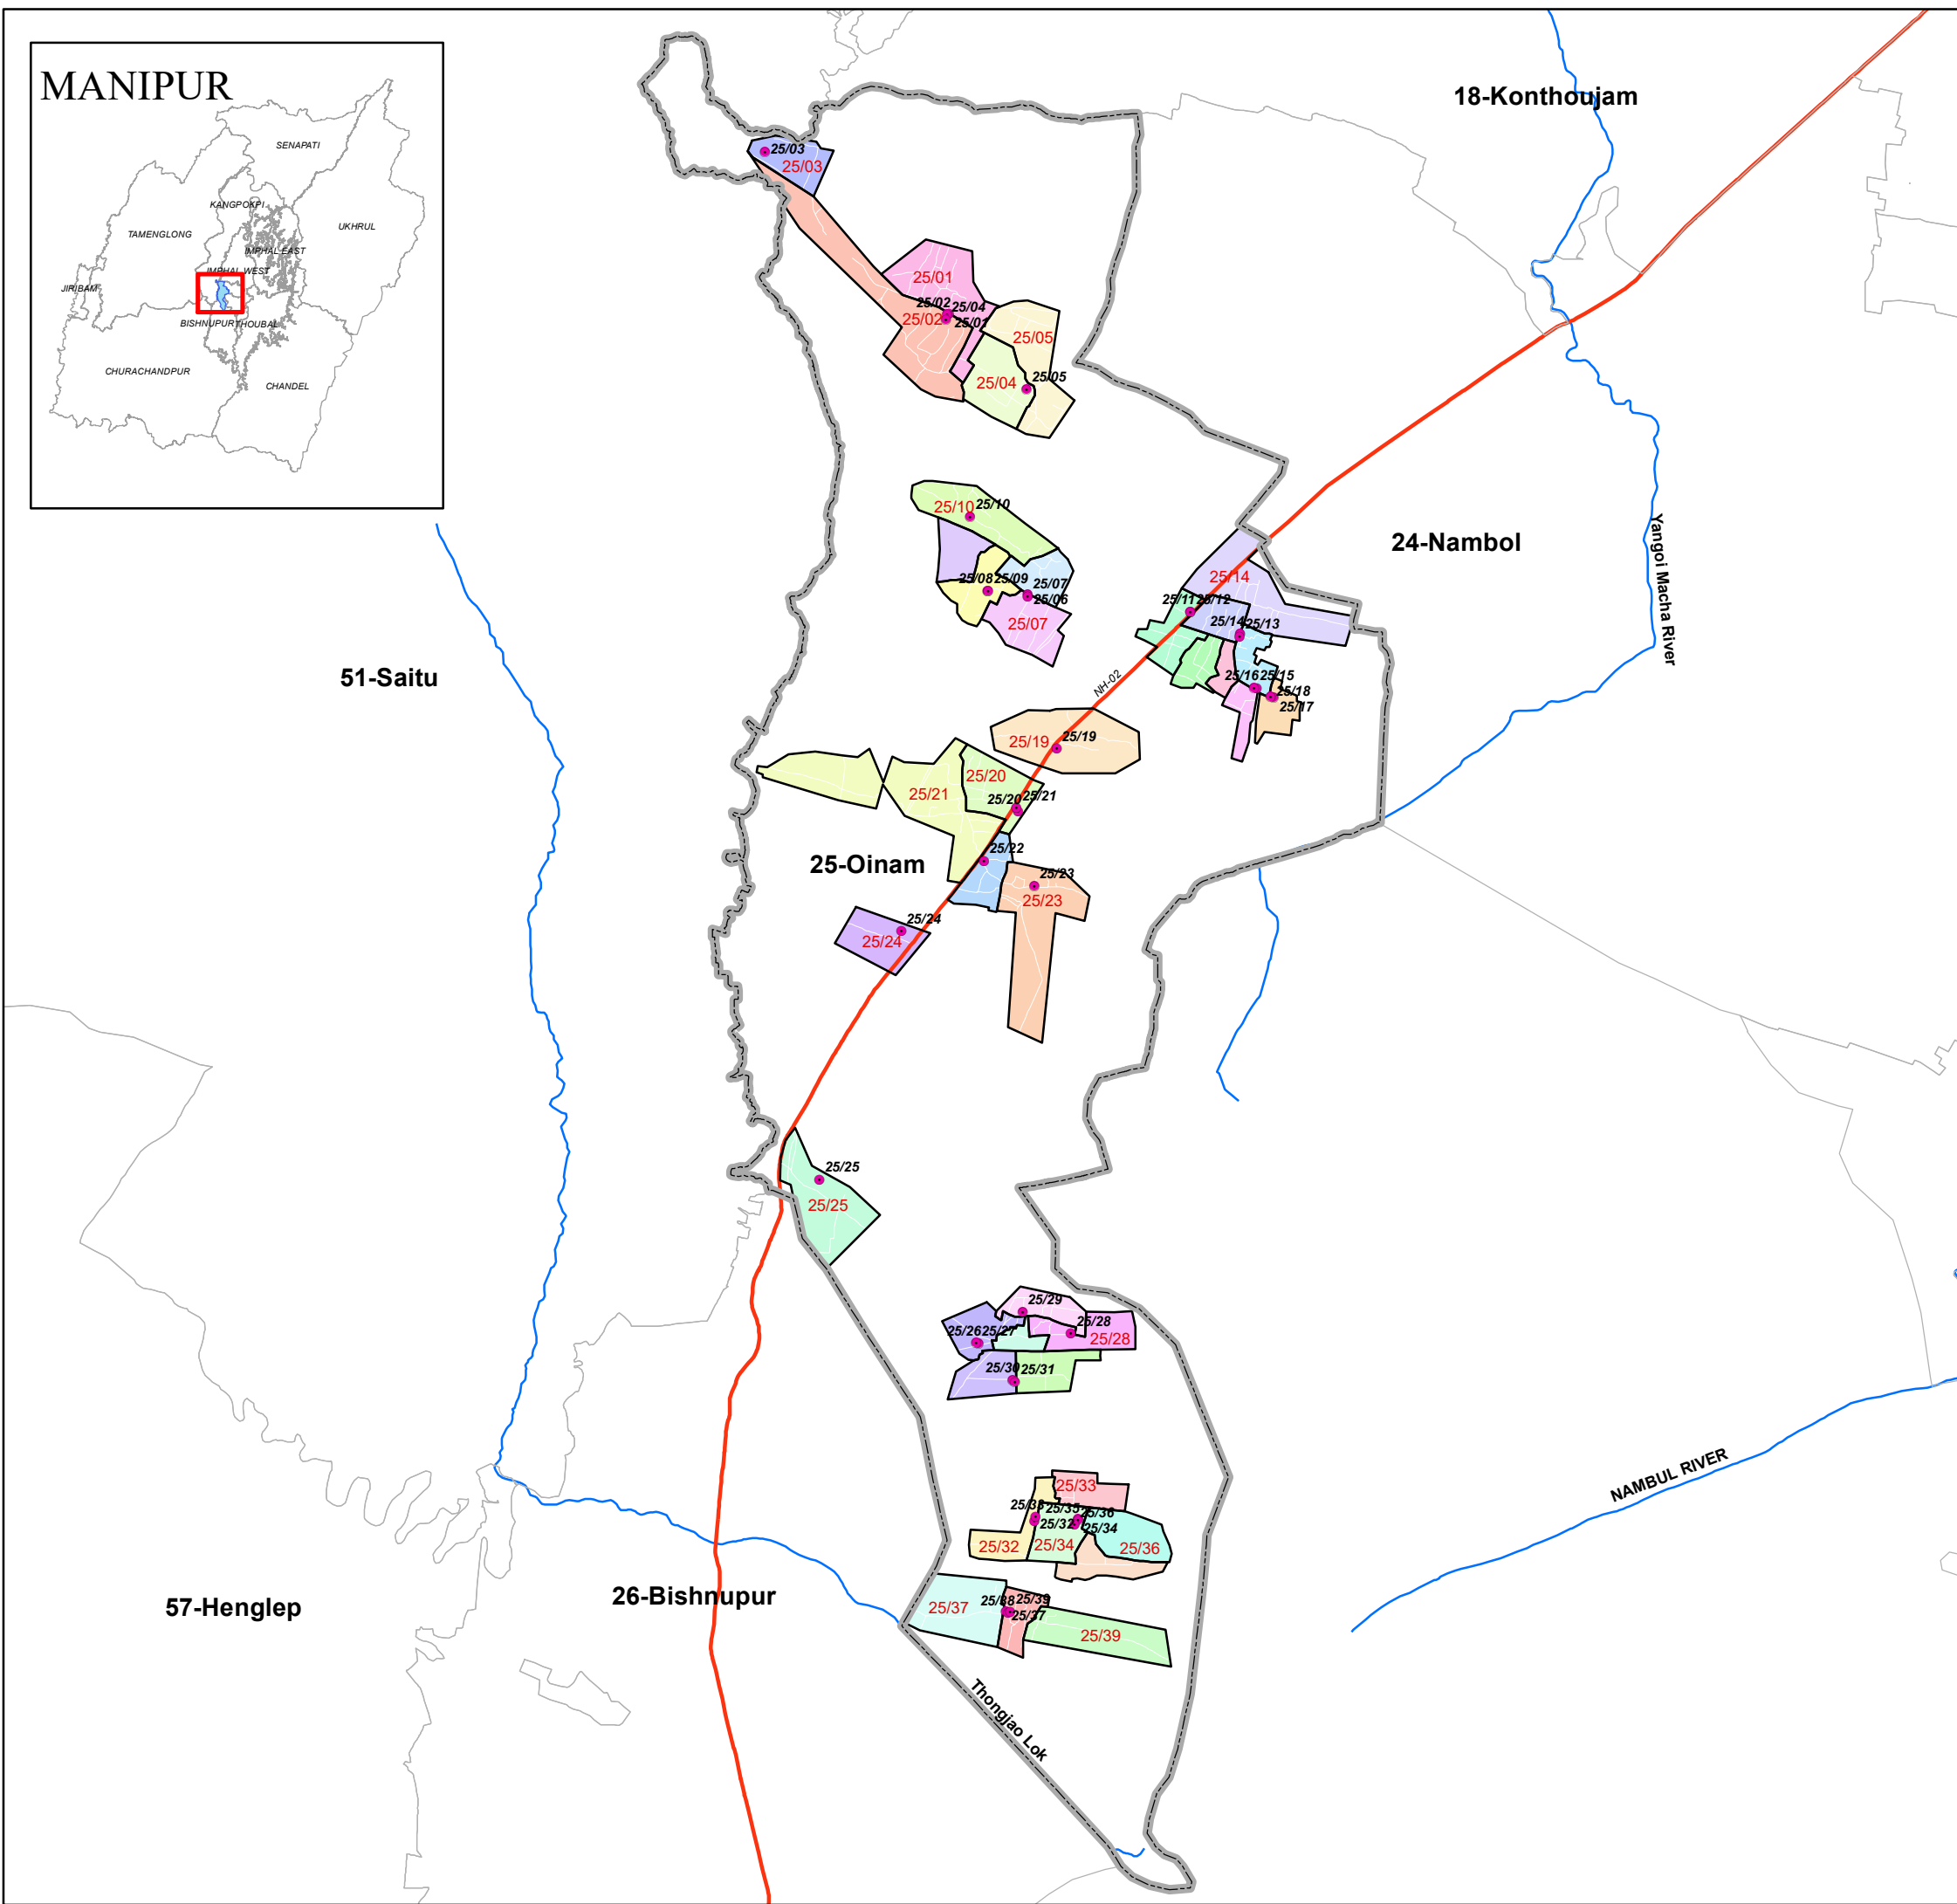 MANIPUR
SENAPATI
KANGPOKPI
TAMENGLONG
UKHRUL
IMPHAL EAST
IMPHAL WEST
JIRIBAM
BISHNUPUR
THOUBAL
CHURACHANDPUR
CHANDEL
18-Konthoujam
25/03
25/03
25/01
25/02
25/04
25/02
25/01
25/05
25/05
25/04
25/10
25/10
24-Nambol
Yangoi Macha River
25/08
25/09
25/07
25/06
25/07
25/14
25/11
25/12
25/14
25/13
25/16
25/15
25/18
25/17
51-Saitu
NH-02
25/19
25/19
25/20
25/21
25/20
25/21
25/22
25-Oinam
25/23
25/23
25/24
25/24
25/25
25/25
25/29
25/28
25/28
25/26
25/27
25/30
25/31
25/33
25/33
25/35
25/36
25/32
25/34
25/32
25/34
25/36
NAMBUL RIVER
57-Henglep
26-Bishnupur
25/37
25/38
25/39
25/37
25/39
Thongjao Lok